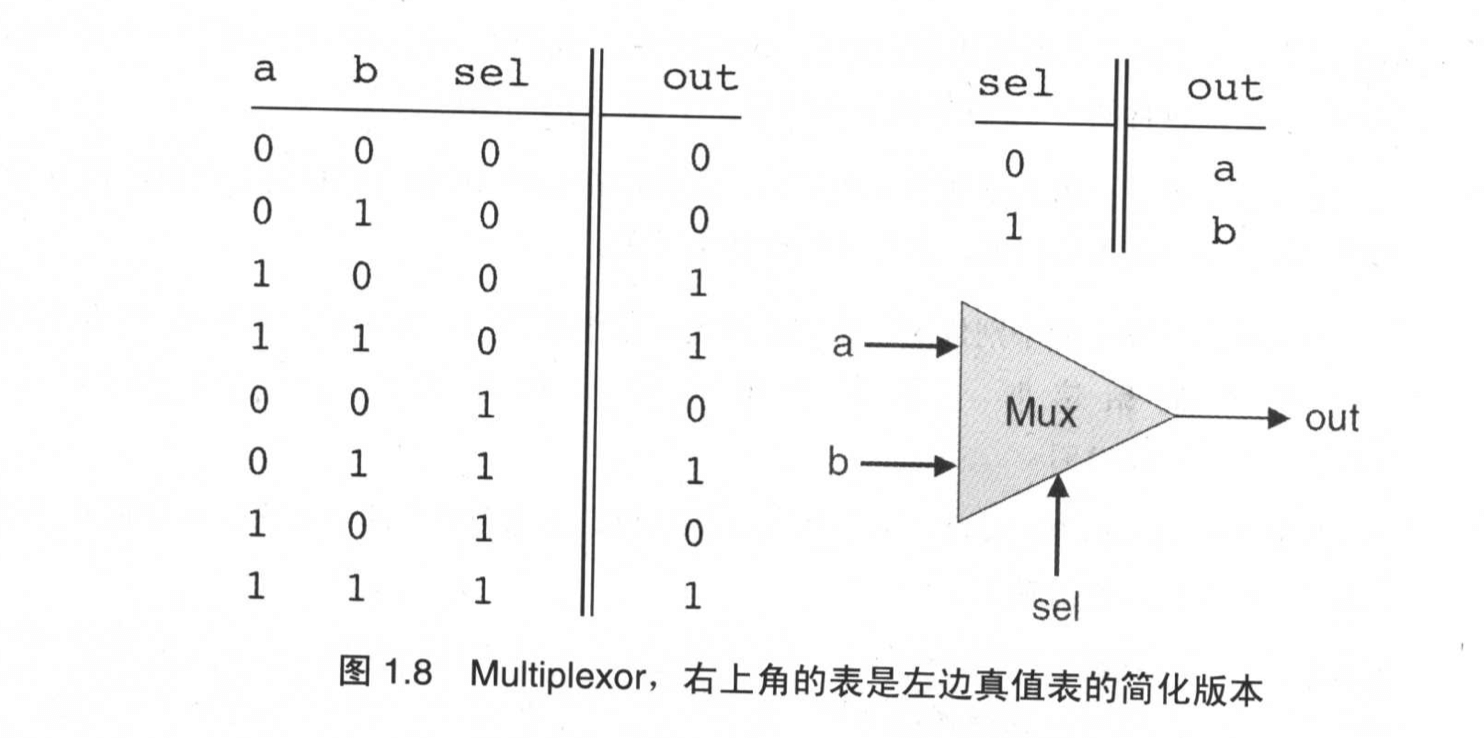 a b sel out
0 0 0 0
0 1 0 0
1 0 0 1
1 1 0 1
0 0 1 0
0 1 1 1
1 0 1 0
1 1 1 1
sel out
0 a
1 b
a
b
Mux
out
sel
图 1.8 Multiplexor，右上角的表是左边真值表的简化版本